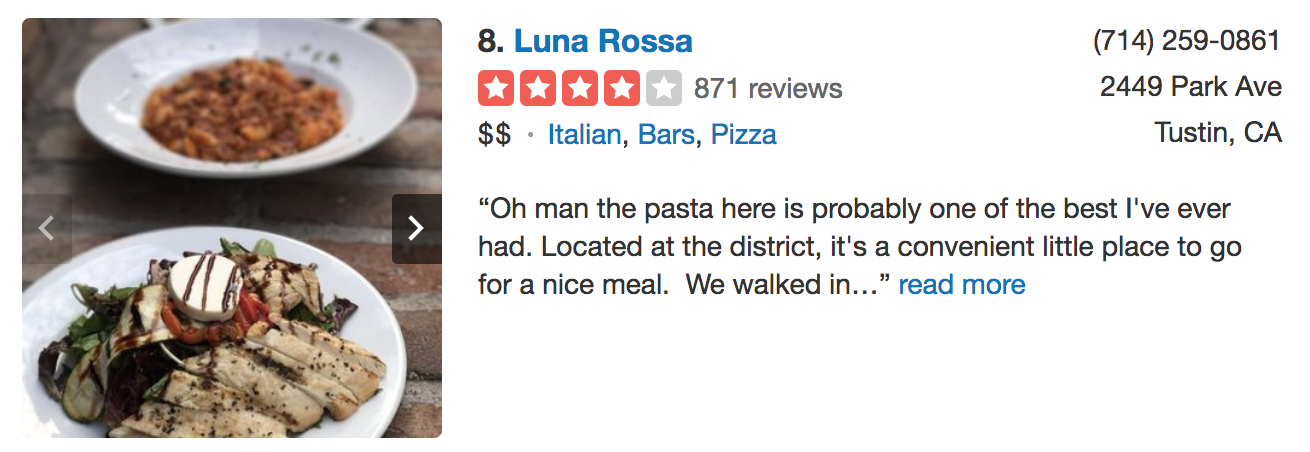 8. Luna Rossa
871 reviews
$$ · Italian, Bars, Pizza
(714) 259-0861
2449 Park Ave
Tustin, CA
“Oh man the pasta here is probably one of the best I've ever
had. Located at the district, it's a convenient little place to go
for a nice meal.  We walked in…” read more